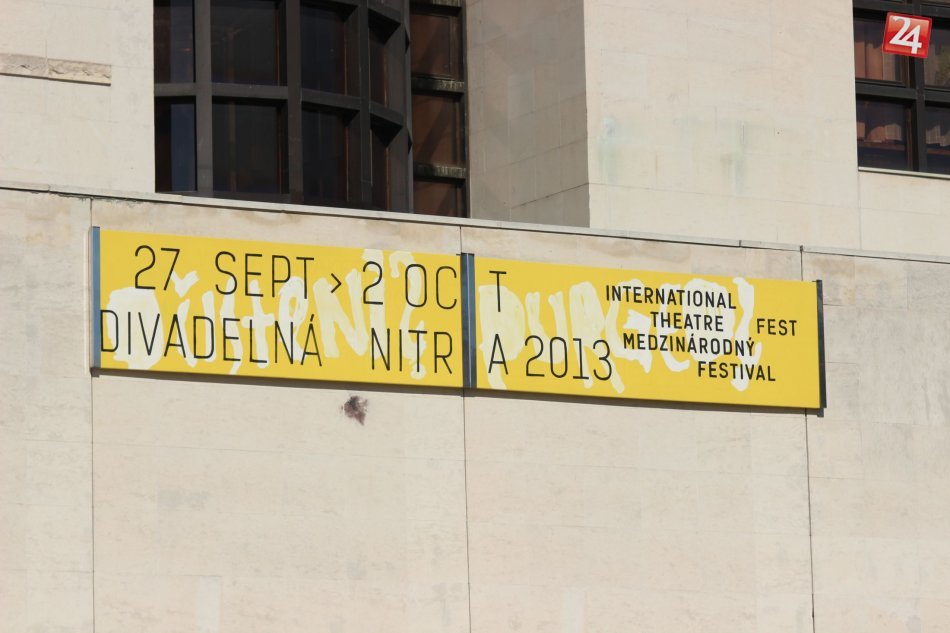 27 SEPT > 2 OCT
DIVADELNÁ NITRA 2013
INTERNATIONAL
THEATRE FEST
MEDZINÁRODNÝ
FESTIVAL
24